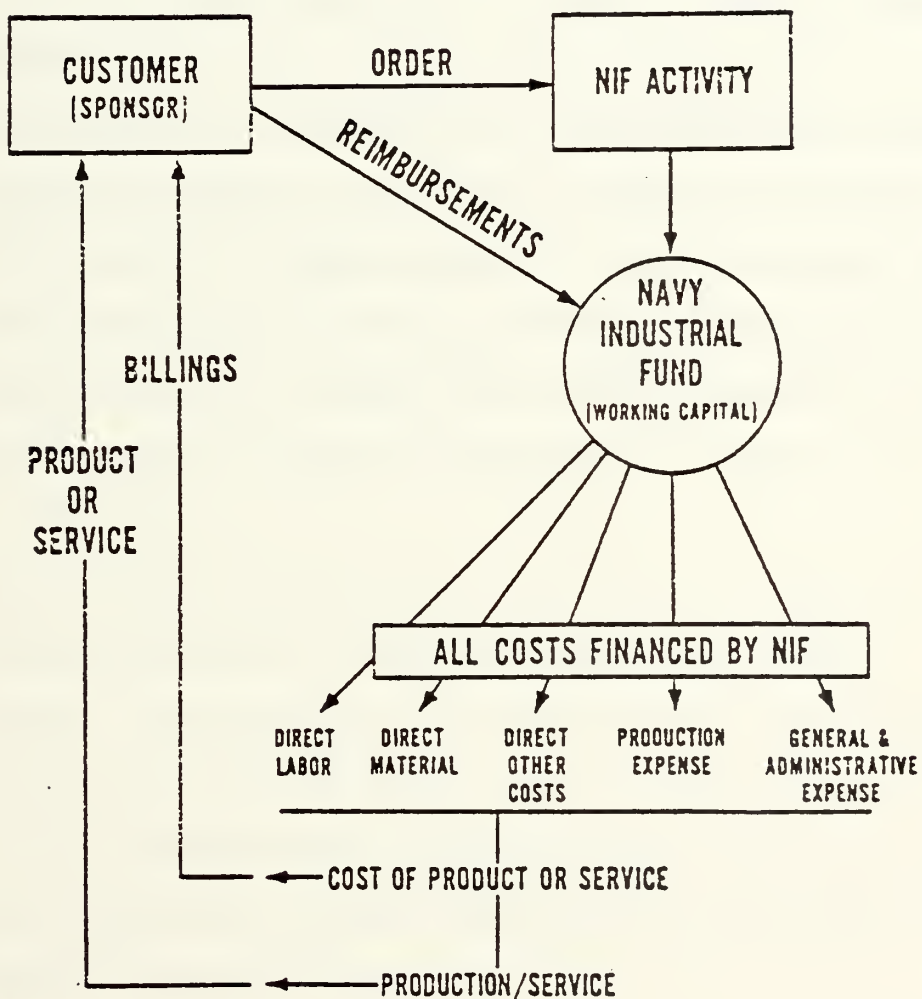 CUSTOMER
(SPONSOR)
ORDER
NIF ACTIVITY
REIMBURSEMENTS
NAVY
INDUSTRIAL
FUND
(WORKING CAPITAL)
BILLINGS
PRODUCT
OR
SERVICE
ALL COSTS FINANCED BY NIF
DIRECT
LABOR
DIRECT
MATERIAL
DIRECT
OTHER
COSTS
PRODUCTION
EXPENSE
GENERAL &
ADMINISTRATIVE
EXPENSE
COST OF PRODUCT OR SERVICE
PRODUCTION/SERVICE